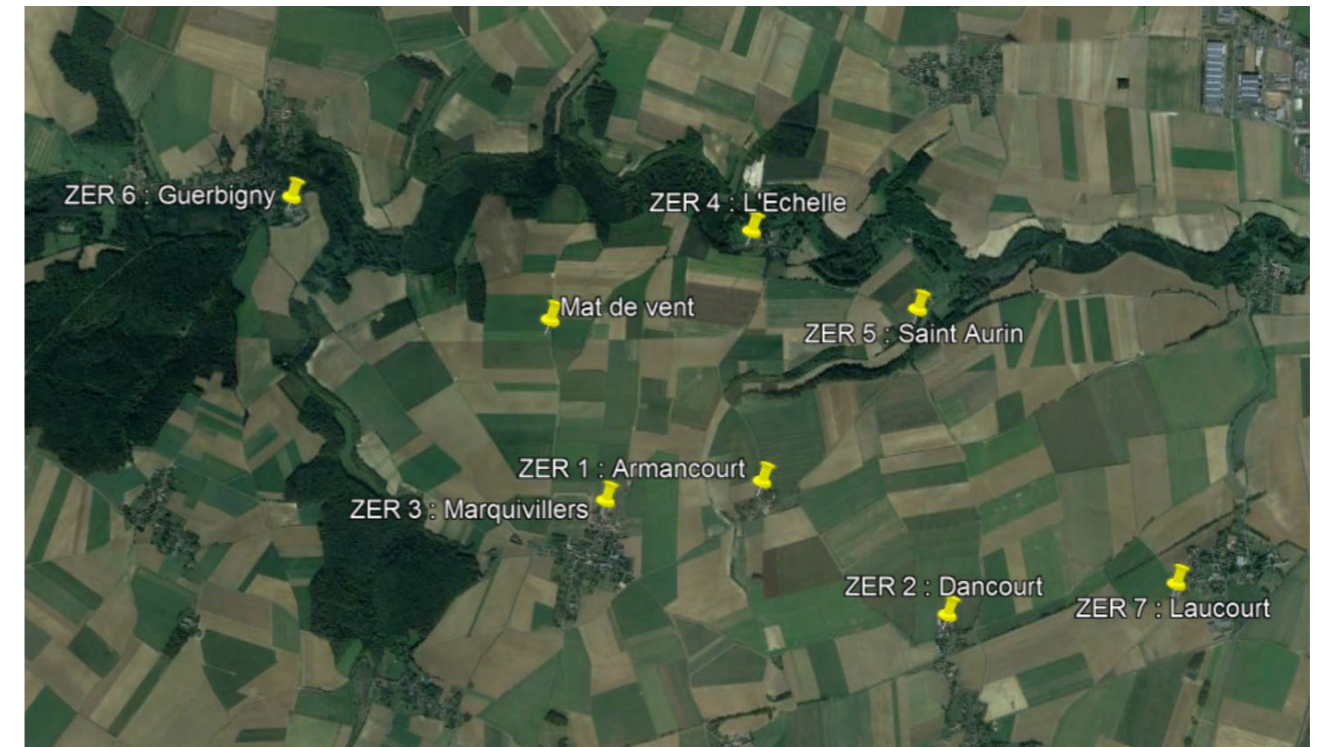 ZER 6 : Guerbigny
ZER 4 : L'Echelle
Mat de vent
ZER 5 : Saint Aurin
ZER 1 : Armancourt
ZER 3 : Marquivillers
ZER 2 : Dancourt
ZER 7 : Laucourt